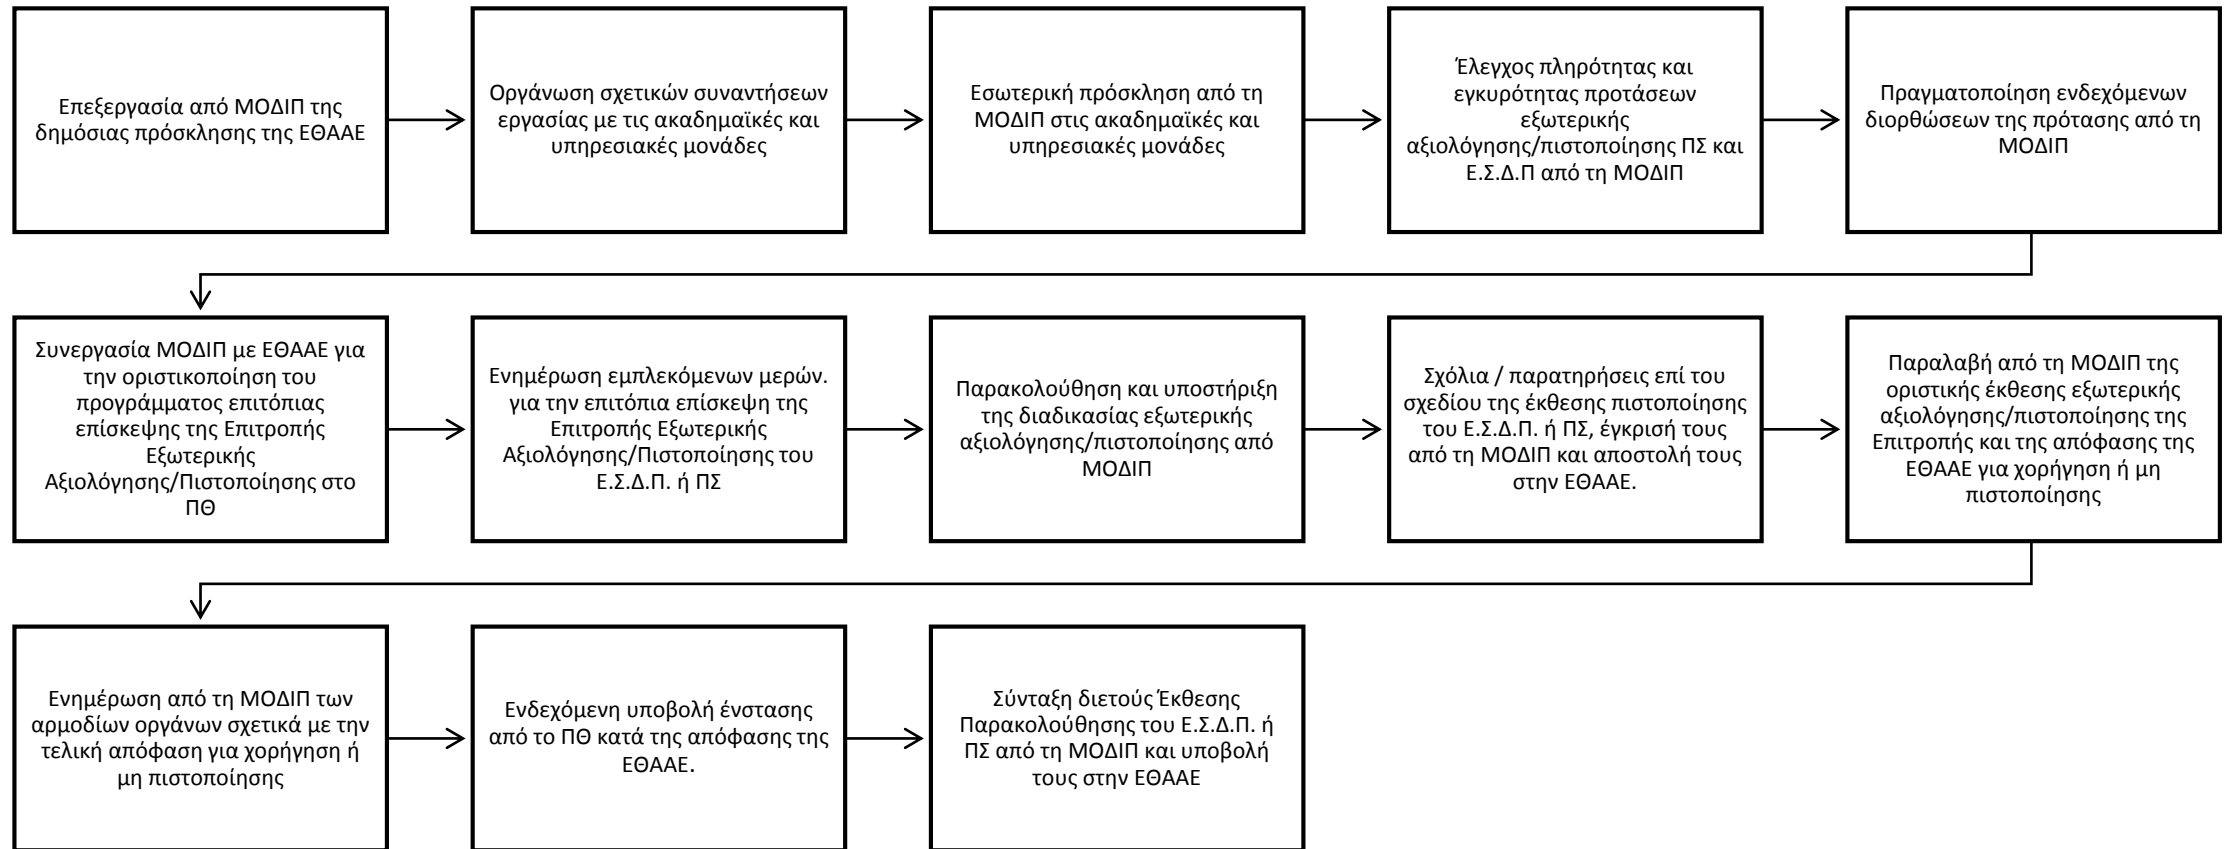 Επεξεργασία από ΜΟΔΙΠ της
δημόσιας πρόσκλησης της ΕΘΑΑΕ
Οργάνωση σχετικών συναντήσεων
εργασίας με τις ακαδημαϊκές και
υπηρεσιακές μονάδες
Εσωτερική πρόσκληση από τη
ΜΟΔΙΠ στις ακαδημαϊκές και
υπηρεσιακές μονάδες
Έλεγχος πληρότητας και
εγκυρότητας προτάσεων
εξωτερικής
αξιολόγησης/πιστοποίησης ΠΣ και
Ε.Σ.Δ.Π από τη ΜΟΔΙΠ
Πραγματοποίηση ενδεχόμενων
διορθώσεων της πρότασης από τη
ΜΟΔΙΠ
Συνεργασία ΜΟΔΙΠ με ΕΘΑΑΕ για
την οριστικοποίηση του
προγράμματος επιτόπιας
επίσκεψης της Επιτροπής
Εξωτερικής
Αξιολόγησης/Πιστοποίησης στο
ΠΘ
Ενημέρωση εμπλεκόμενων μερών.
για την επιτόπια επίσκεψη της
Επιτροπής Εξωτερικής
Αξιολόγησης/Πιστοποίησης του
Ε.Σ.Δ.Π. ή ΠΣ
Παρακολούθηση και υποστήριξη
της διαδικασίας εξωτερικής
αξιολόγησης/πιστοποίησης από
ΜΟΔΙΠ
Σχόλια / παρατηρήσεις επί του
σχεδίου της έκθεσης πιστοποίησης
του Ε.Σ.Δ.Π. ή ΠΣ, έγκρισή τους
από τη ΜΟΔΙΠ και αποστολή τους
στην ΕΘΑΑΕ.
Παραλαβή από τη ΜΟΔΙΠ της
οριστικής έκθεσης εξωτερικής
αξιολόγησης/πιστοποίησης της
Επιτροπής και της απόφασης της
ΕΘΑΑΕ για χορήγηση ή μη
πιστοποίησης
Ενημέρωση από τη ΜΟΔΙΠ των
αρμοδίων οργάνων σχετικά με την
τελική απόφαση για χορήγηση ή
μη πιστοποίησης
Ενδεχόμενη υποβολή ένστασης
από το ΠΘ κατά της απόφασης της
ΕΘΑΑΕ.
Σύνταξη διετούς Έκθεσης
Παρακολούθησης του Ε.Σ.Δ.Π. ή
ΠΣ από τη ΜΟΔΙΠ και υποβολή
τους στην ΕΘΑΑΕ